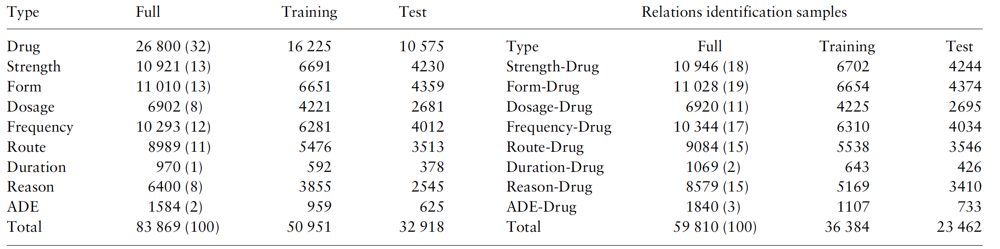 Type Full Training Test Relations identification samples
Drug 26 800 (32) 16 225 10 575 Type Full Training Test
Strength 10 921 (13) 6691 4230 Strength-Drug 10 946 (18) 6702 4244
Form 11 010 (13) 6651 4359 Form-Drug 11 028 (19) 6654 4374
Dosage 6902 (8) 4221 2681 Dosage-Drug 6920 (11) 4225 2695
Frequency 10 293 (12) 6281 4012 Frequency-Drug 10 344 (17) 6310 4034
Route 8989 (11) 5476 3513 Route-Drug 9084 (15) 5538 3546
Duration 970 (1) 592 378 Duration-Drug 1069 (2) 643 426
Reason 6400 (8) 3855 2545 Reason-Drug 8579 (15) 5169 3410
ADE 1584 (2) 959 625 ADE-Drug 1840 (3) 1107 733
Total 83 869 (100) 50 951 32 918 Total 59 810 (100) 36 384 23 462